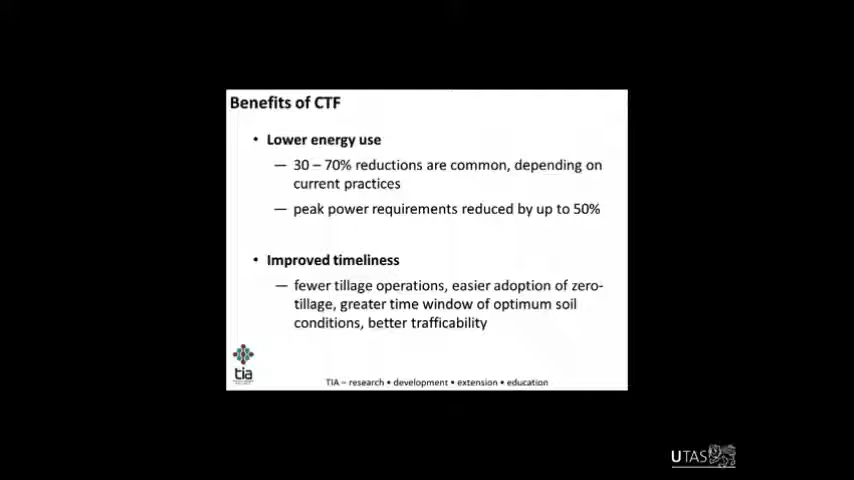 Benefits of CTF
• Lower energy use
— 30 – 70% reductions are common, depending on
current practices
— peak power requirements reduced by up to 50%
• Improved timeliness
— fewer tillage operations, easier adoption of zero-
tillage, greater time window of optimum soil
conditions, better trafficability
tia
TIA – research • development • extension • education
UTAS